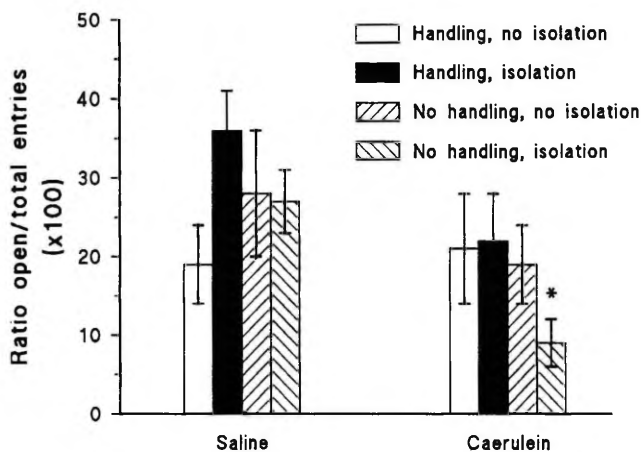 50
40
30
20
10
0
Ratio open/total entries
(x100)
Handling, no isolation
Handling, isolation
No handling, no isolation
No handling, isolation
*
Saline
Caerulein